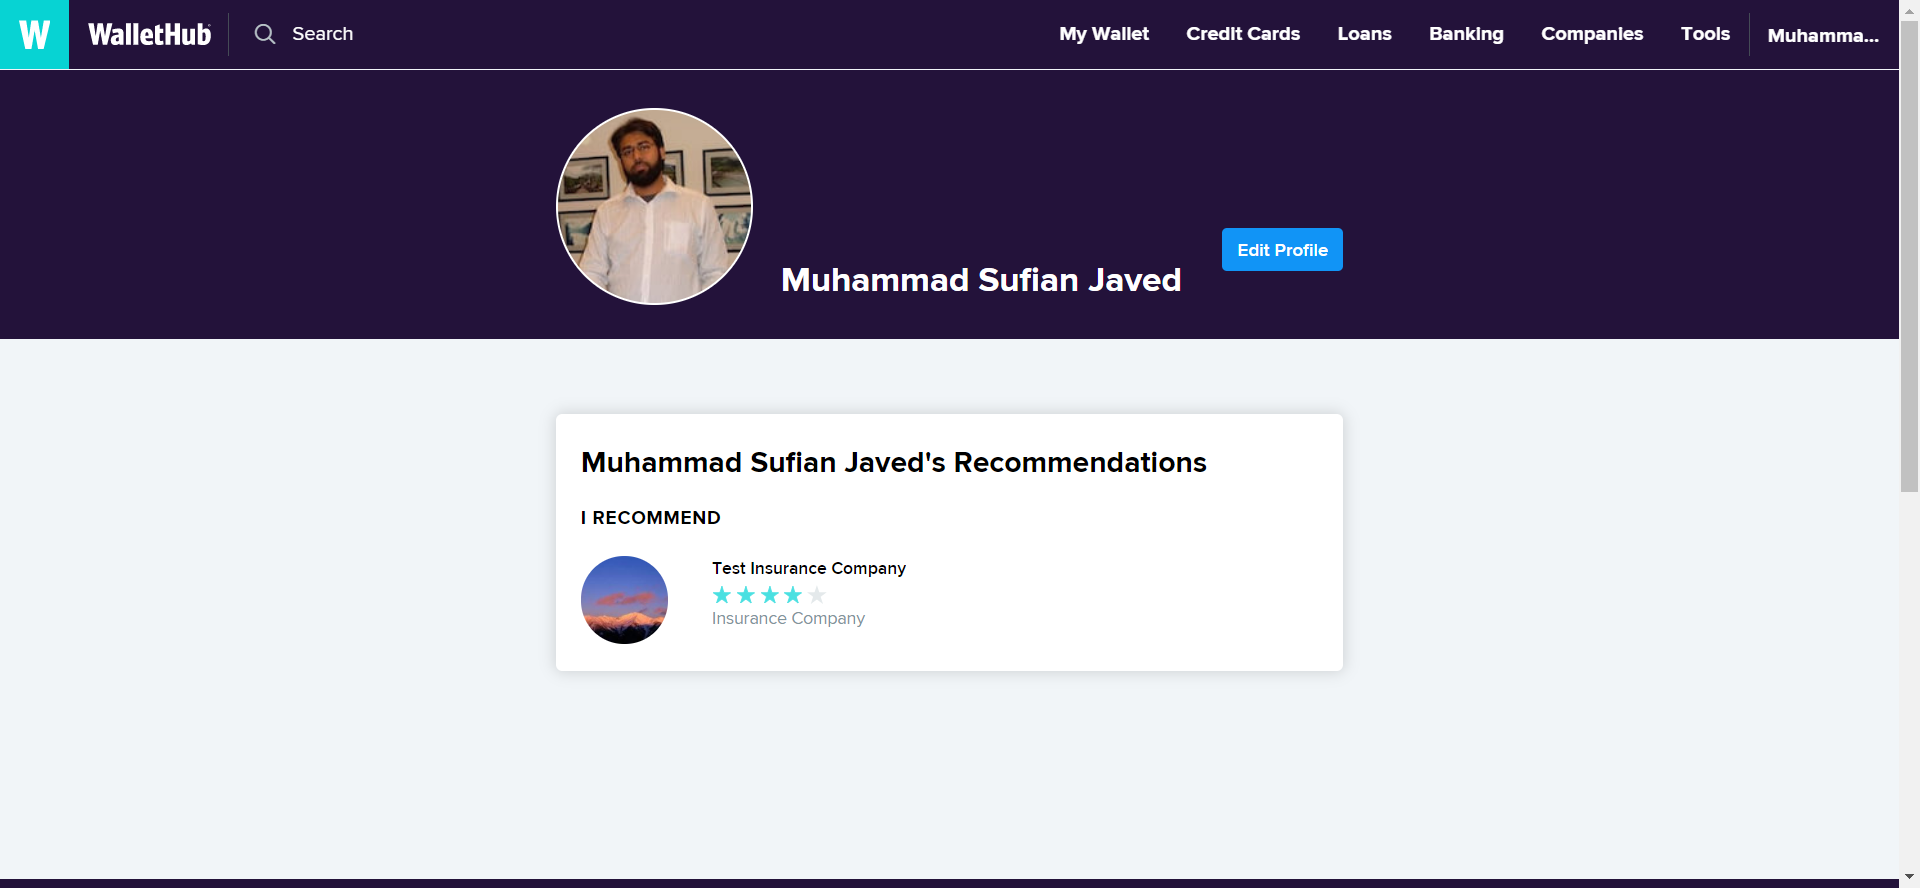 W WalletHub Search My Wallet Credit Cards Loans Banking Companies Tools Muhamma...
Muhammad Sufian Javed
Edit Profile
Muhammad Sufian Javed's Recommendations
I RECOMMEND
Test Insurance Company
Insurance Company